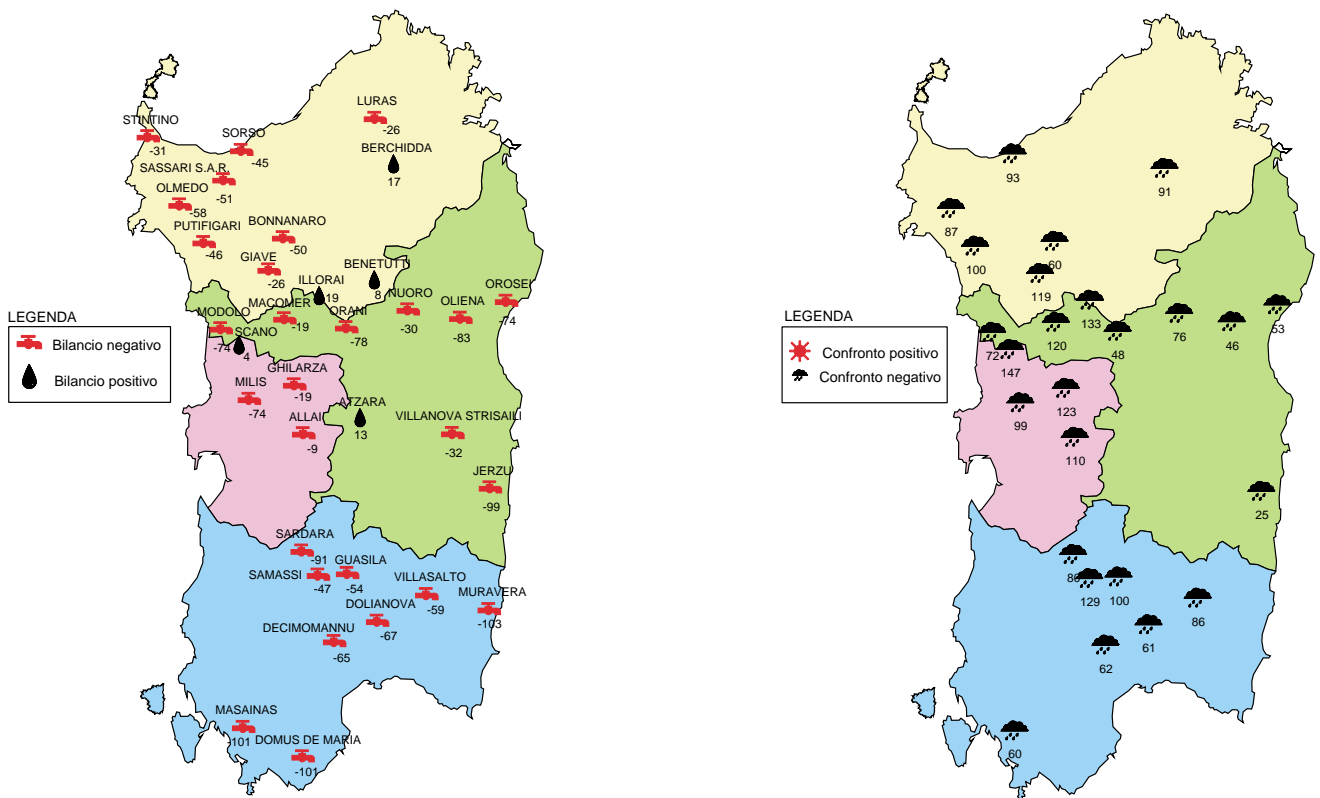 LURAS
-26
STINTINO
-31
SORSO
-45
BERCHIDDA
17
SASSARI S.A.R.
-51
OLMEDO
-58
PUTIFIGARI
-46
BONNANARO
-50
GIAVE
-26
BENETUTTI
8
ILLORAI
19
MACOMER
-19
ORANI
-78
NUORO
-30
OLIENA
-83
OROSEI
-74
MODOLO
-74
SCANO
4
LEGENDA
Bilancio negativo
Bilancio positivo
GHILARZA
-19
MILIS
-74
ALLAI
-9
ATZARA
13
VILLANOVA STRISAILI
-32
JERZU
-99
SARDARA
-91
SAMASSI
-47
GUASILA
-54
VILLASALTO
-59
MURAVERA
-103
DOLIANOVA
-67
DECIMOMANNU
-65
MASAINAS
-101
DOMUS DE MARIA
-101
93
91
87
100
60
119
133
120
48
76
46
53
72
147
LEGENDA
Confronto positivo
Confronto negativo
123
99
110
25
129
100
86
61
62
60